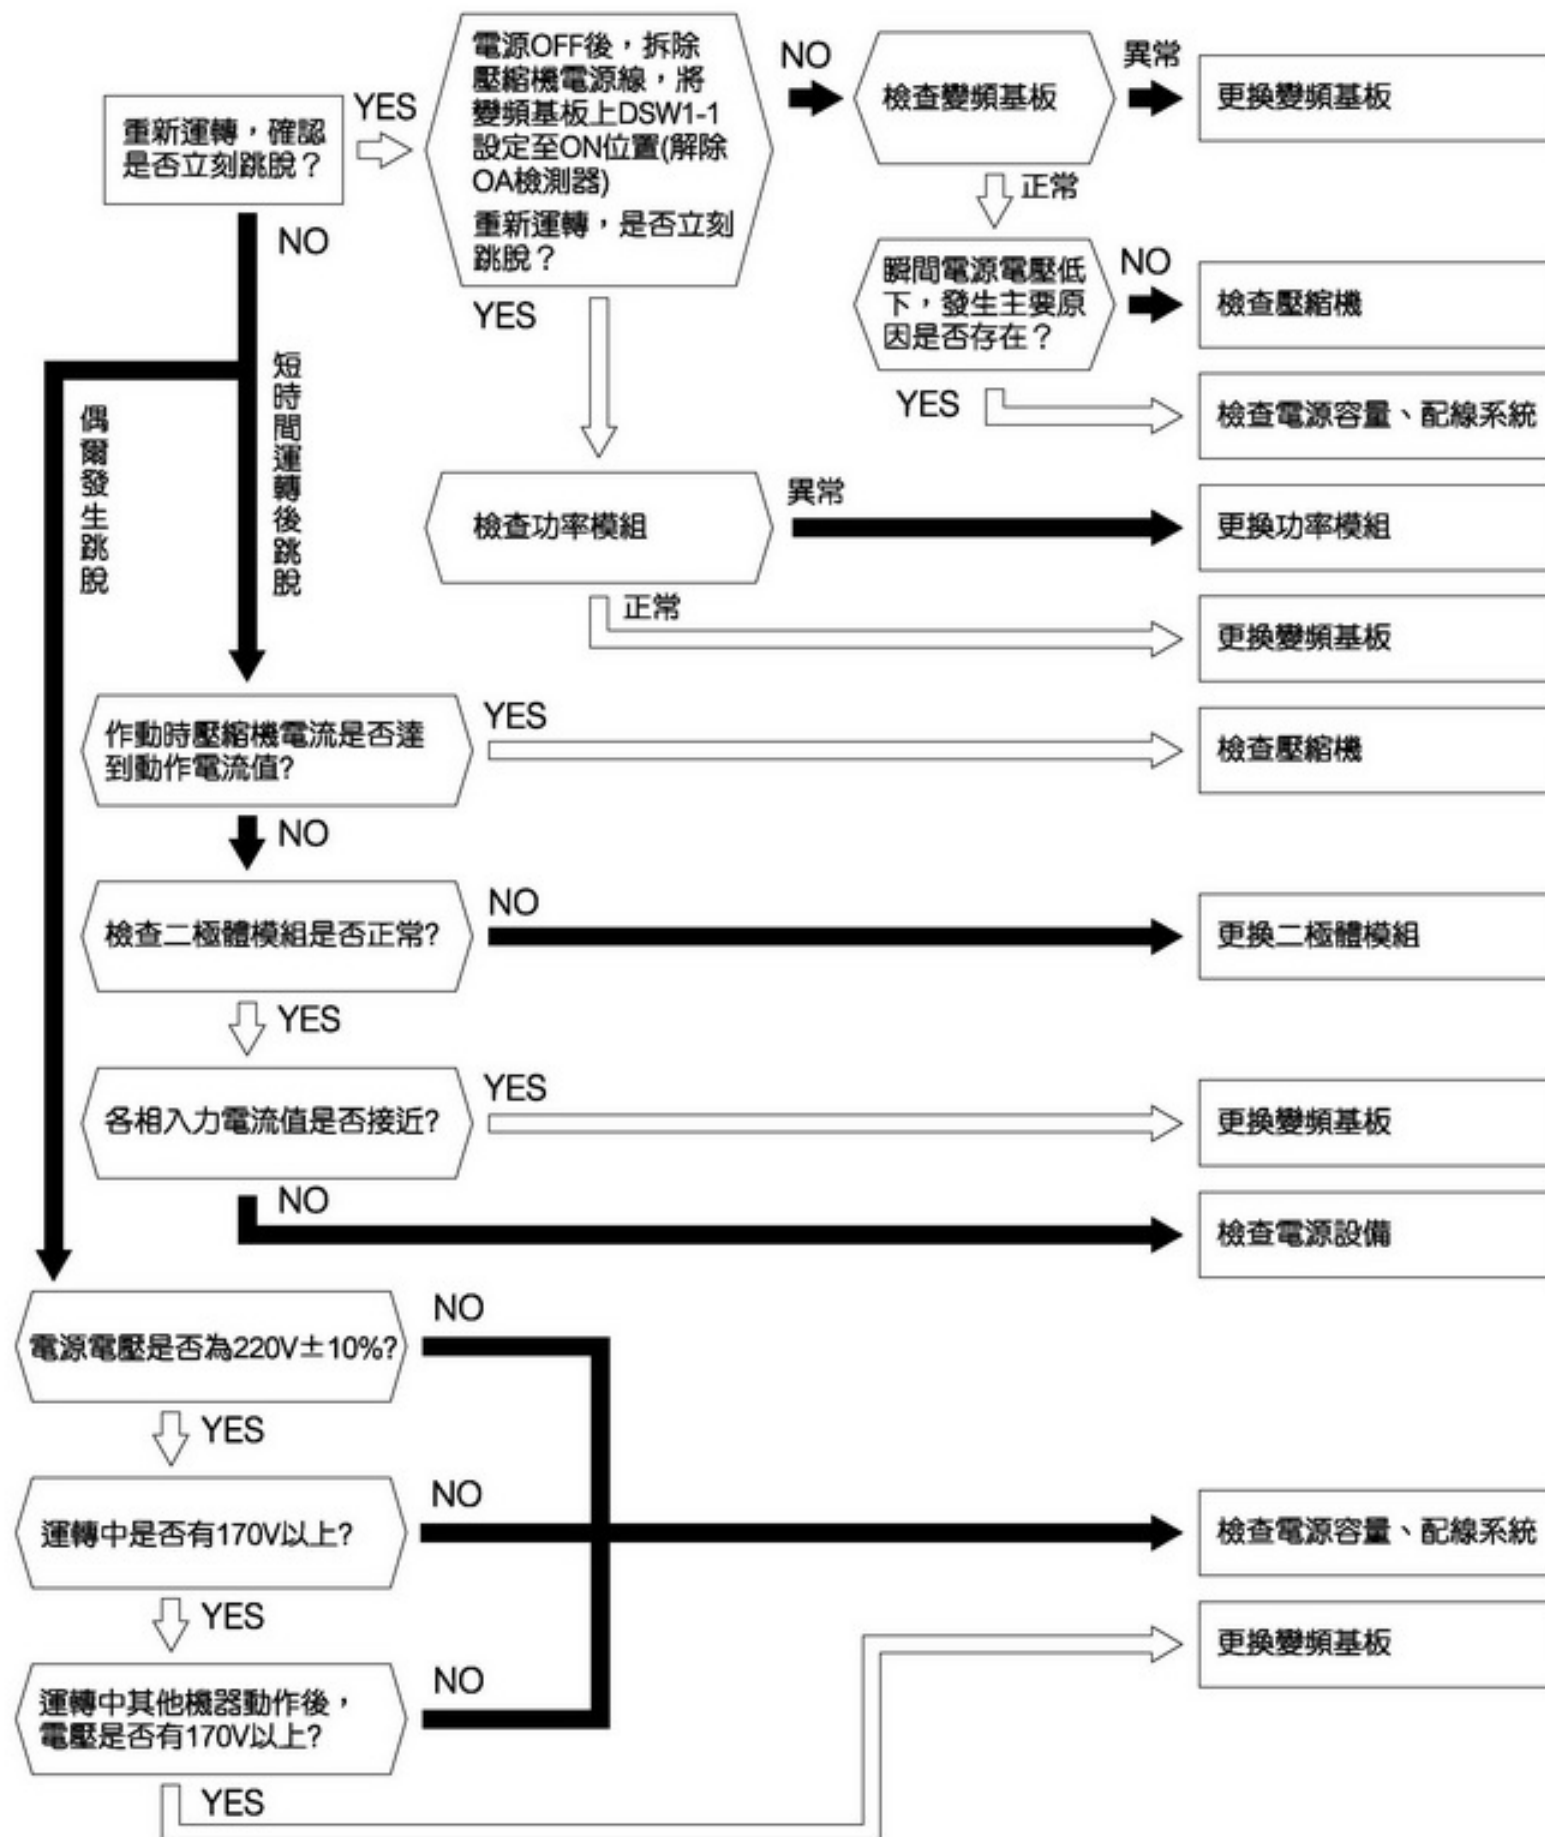 重新運轉，確認
是否立刻跳脫？
YES
NO
電源OFF後，拆除
壓縮機電源線，將
變頻基板上DSW1-1
設定至ON位置(解除
OA檢測器)
重新運轉，是否立刻
跳脫？
NO
YES
檢查變頻基板
異常
更換變頻基板
正常
瞬間電源電壓低
下，發生主要原
因是否存在？
NO
檢查壓縮機
YES
檢查電源容量、配線系統
檢查功率模組
異常
更換功率模組
正常
更換變頻基板
短時間運轉後跳脫
偶爾發生跳脫
作動時壓縮機電流是否達
到動作電流值?
YES
檢查壓縮機
NO
檢查二極體模組是否正常?
NO
更換二極體模組
YES
各相入力電流值是否接近?
YES
更換變頻基板
NO
檢查電源設備
電源電壓是否為220V±10%?
NO
YES
運轉中是否有170V以上?
NO
檢查電源容量、配線系統
YES
運轉中其他機器動作後，
電壓是否有170V以上?
NO
YES
更換變頻基板